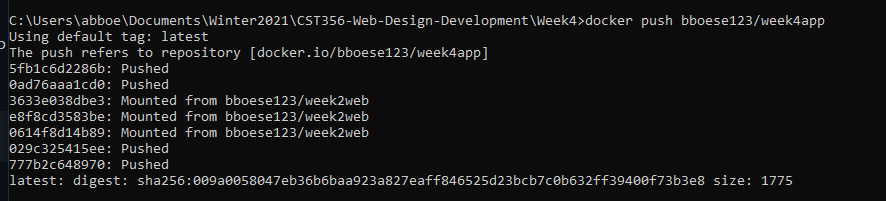 C:\Users\abboe\Documents\Winter2021\CST356-Web-Design-Development\Week4>docker push bboese123/week4app
Using default tag: latest
The push refers to repository [docker.io/bboese123/week4app]
5fb1c6d2286b: Pushed
0ad76aaa1cd0: Pushed
3633e038dbe3: Mounted from bboese123/week2web
e8f8cd3583be: Mounted from bboese123/week2web
0614f8d14b89: Mounted from bboese123/week2web
029c325415ee: Pushed
777b2c648970: Pushed
latest: digest: sha256:009a0058047eb36b6baa923a827eaff846525d23bcb7c0b632ff39400f73b3e8 size: 1775